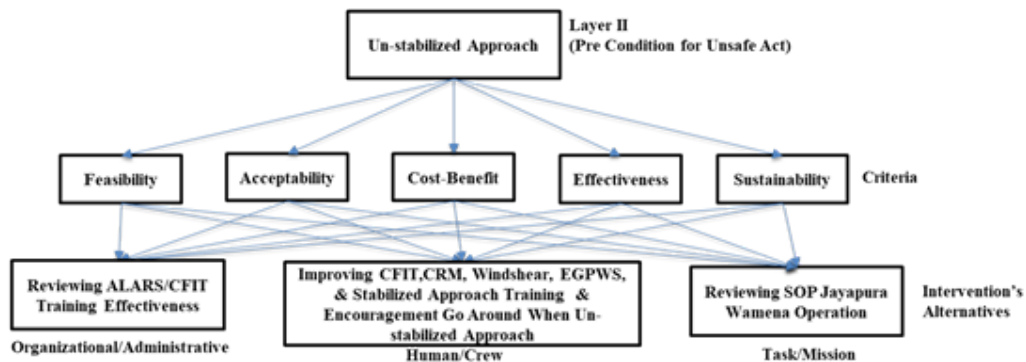 Un-stabilized Approach
Layer II
(Pre Condition for Unsafe Act)
Feasibility
Acceptability
Cost-Benefit
Effectiveness
Sustainability
Criteria
Reviewing ALARS/CFIT
Training Effectiveness
Improving CFIT,CRM, Windshear, EGPWS,
& Stabilized Approach Training &
Encouragement Go Around When Un-
stabilized Approach
Reviewing SOP Jayapura
Wamena Operation
Intervention's
Alternatives
Organizational/Administrative
Human/Crew
Task/Mission